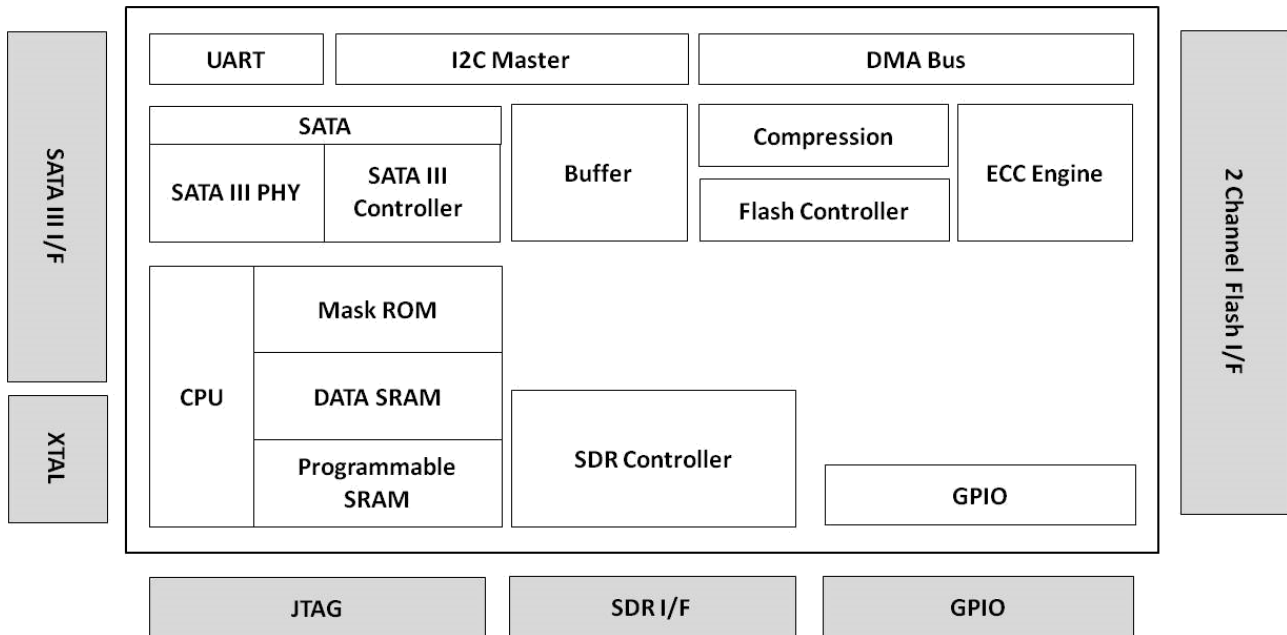 UART
I2C Master
DMA Bus
SATA III I/F
SATA
SATA III PHY
SATA III
Controller
Buffer
Compression
Flash Controller
ECC Engine
2 Channel Flash I/F
CPU
Mask ROM
DATA SRAM
Programmable
SRAM
SDR Controller
GPIO
XTAL
JTAG
SDR I/F
GPIO